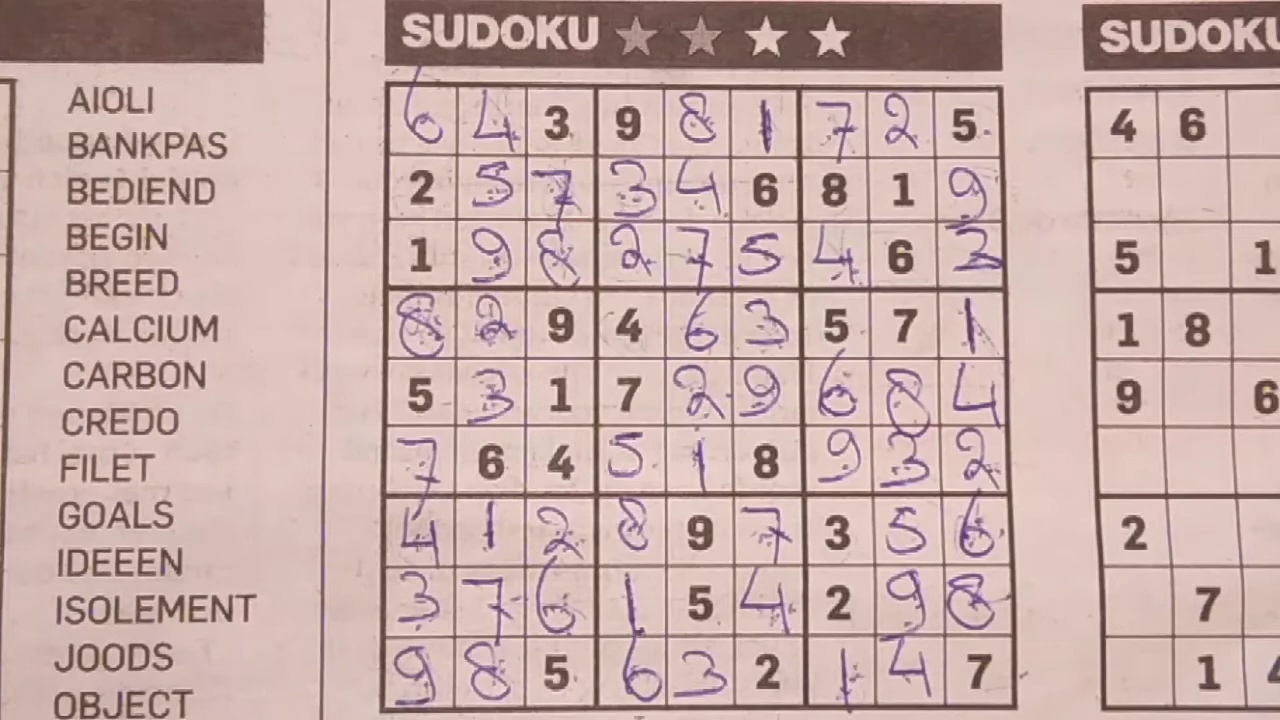 SUDOKU
SUDOKU
AIOLI
BANKPAS
BEDIEND
BEGIN
BREED
CALCIUM
CARBON
CREDO
FILET
GOALS
IDEEEN
ISOLEMENT
JOODS
OBJECT
6 4 3 9 8 1 7 2 5
2 5 7 3 4 6 8 1 9
1 9 8 2 7 5 4 6 3
8 2 9 4 6 3 5 7 1
5 3 1 7 2 9 6 8 4
7 6 4 5 1 8 9 3 2
4 1 2 8 9 7 3 5 6
3 7 6 1 5 4 2 9 8
9 8 5 6 3 2 1 4 7
4 6
5 1
1 8
9 6
2
7
1 4